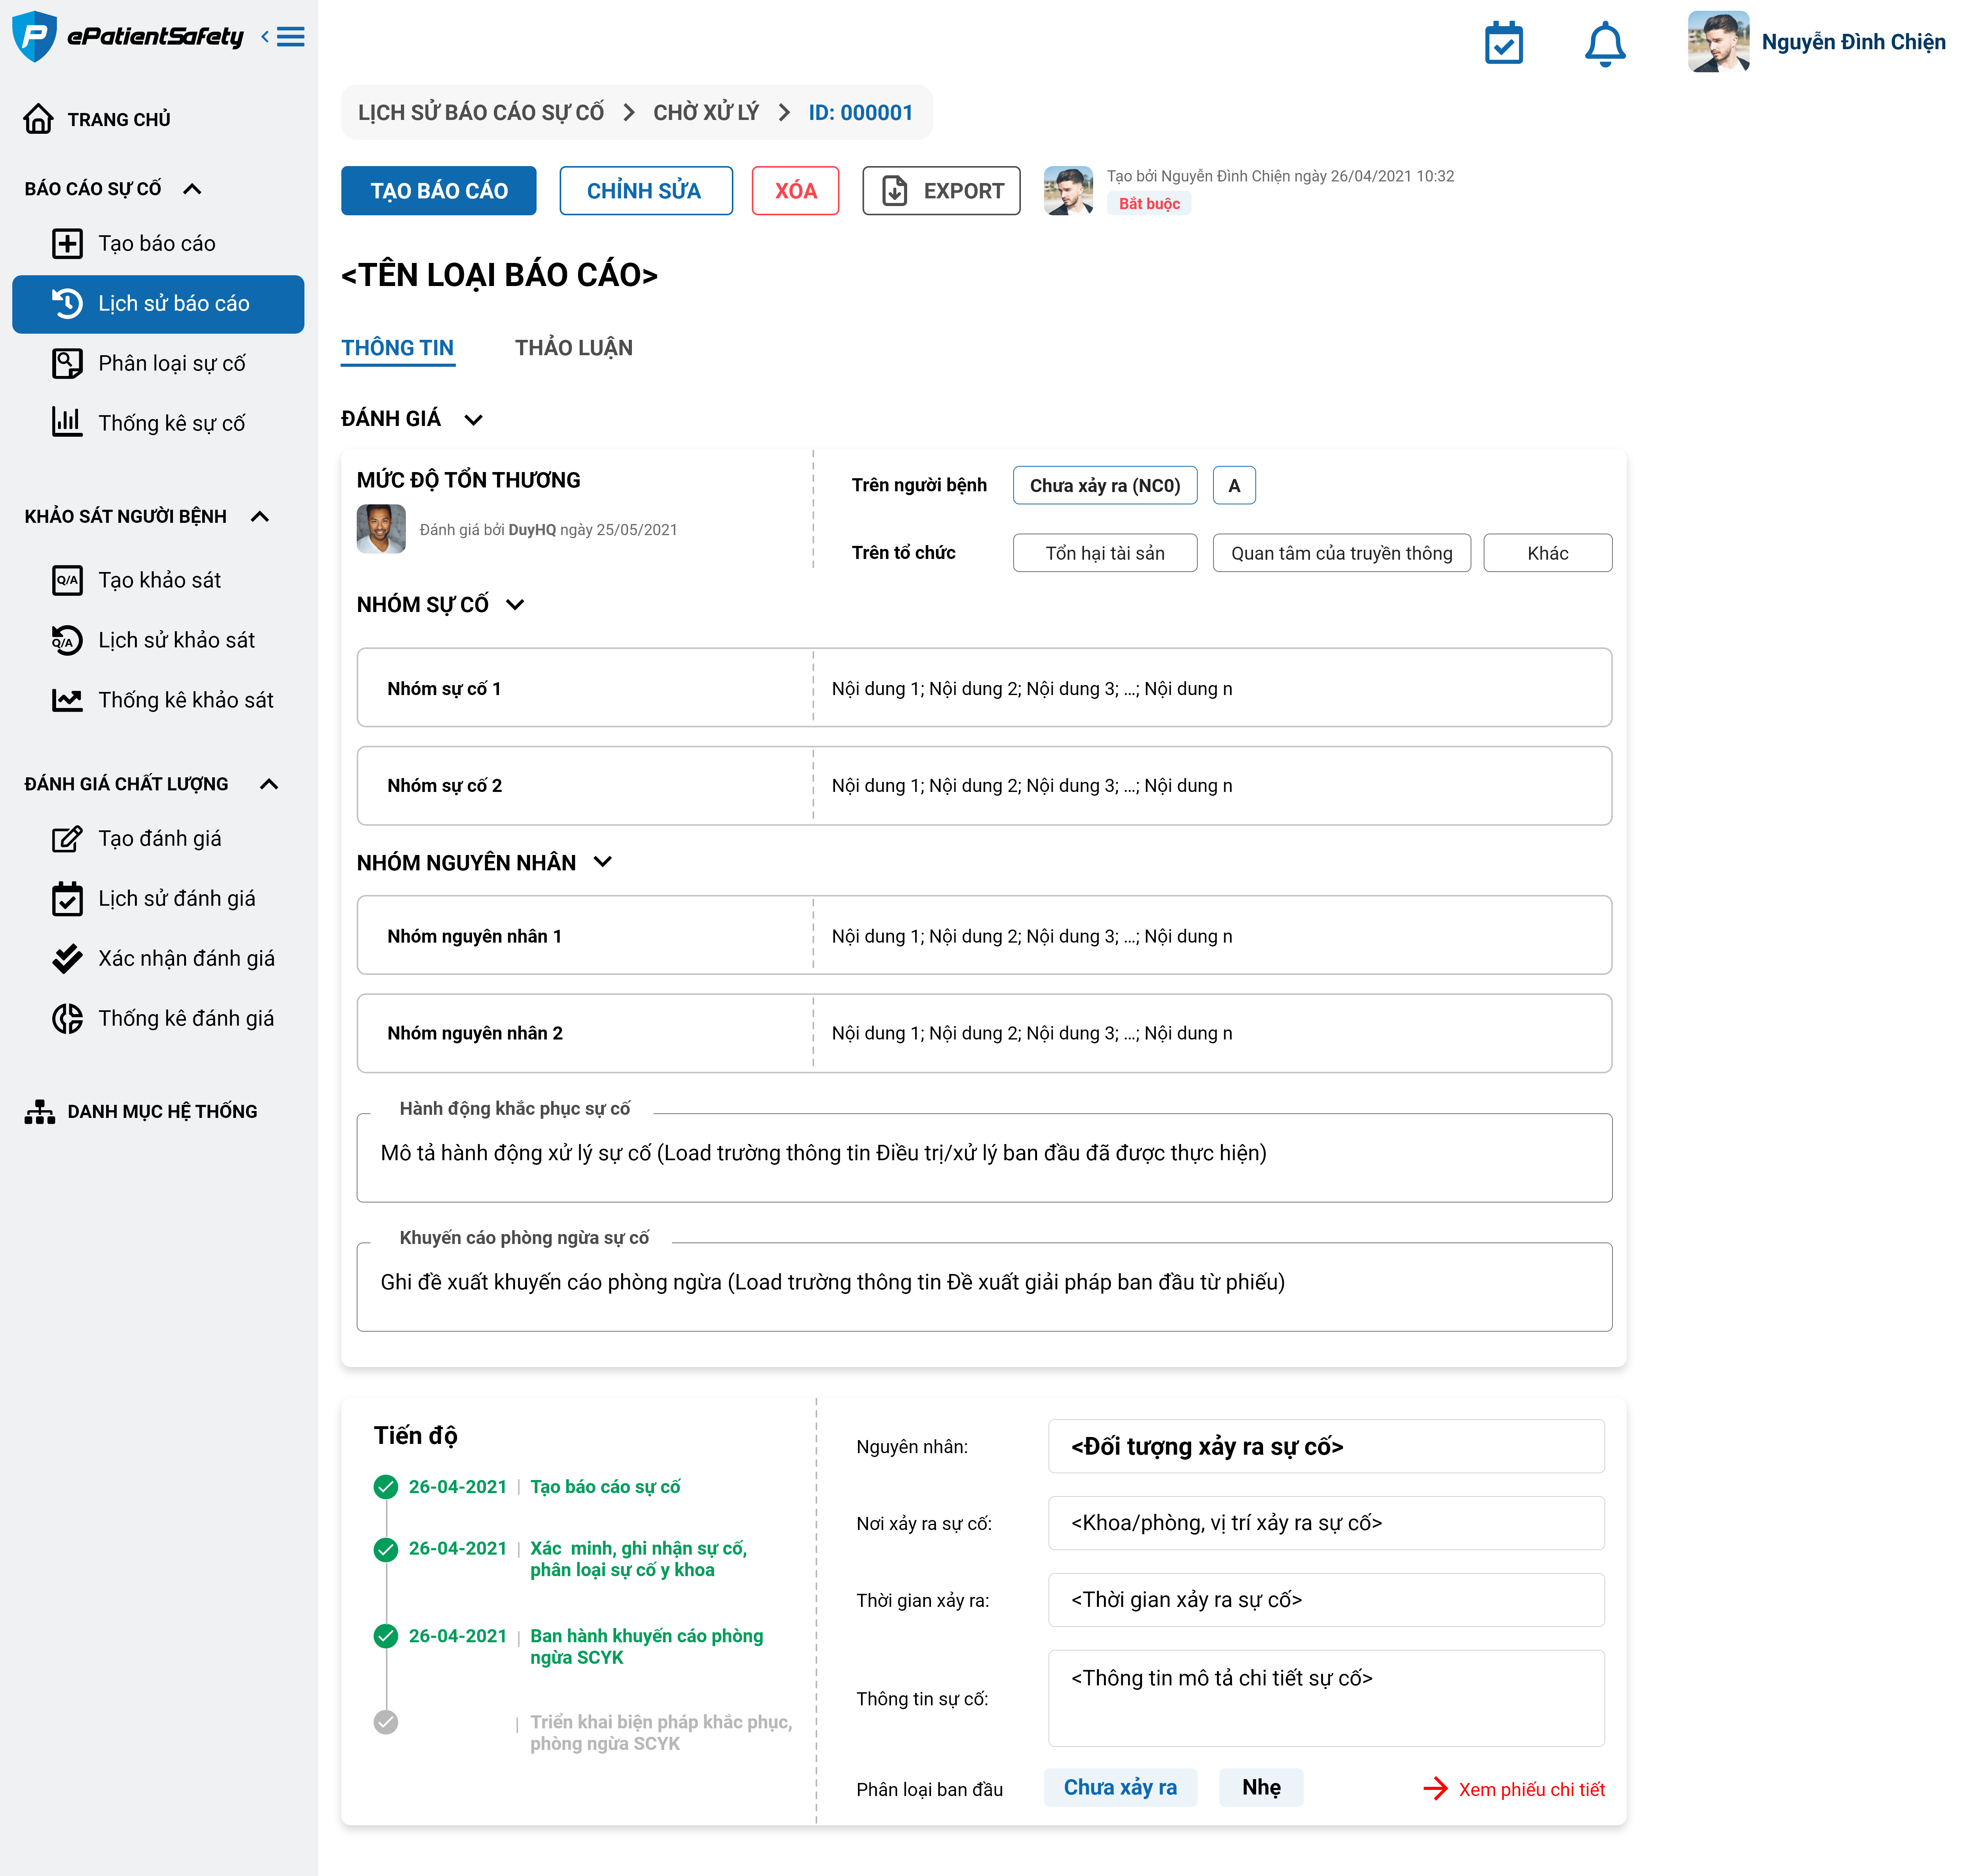 ePatientSafety
Nguyễn Đình Chiện
TRANG CHỦ
BÁO CÁO SỰ CỐ
Tạo báo cáo
Lịch sử báo cáo
Phân loại sự cố
Thống kê sự cố
KHẢO SÁT NGƯỜI BỆNH
Q/A
Tạo khảo sát
Q/A
Lịch sử khảo sát
Thống kê khảo sát
ĐÁNH GIÁ CHẤT LƯỢNG
Tạo đánh giá
Lịch sử đánh giá
Xác nhận đánh giá
Thống kê đánh giá
DANH MỤC HỆ THỐNG
LỊCH SỬ BÁO CÁO SỰ CỐ > CHỜ XỬ LÝ > ID: 000001
TẠO BÁO CÁO CHỈNH SỬA XÓA EXPORT
Tạo bởi Nguyễn Đình Chiện ngày 26/04/2021 10:32
Bắt buộc
<TÊN LOẠI BÁO CÁO>
THÔNG TIN THẢO LUẬN
ĐÁNH GIÁ
MỨC ĐỘ TỔN THƯƠNG
Đánh giá bởi DuyHQ ngày 25/05/2021
Trên người bệnh Chưa xảy ra (NC0) A
Trên tổ chức Tổn hại tài sản Quan tâm của truyền thông Khác
NHÓM SỰ CỐ
Nhóm sự cố 1 Nội dung 1; Nội dung 2; Nội dung 3; ...; Nội dung n
Nhóm sự cố 2 Nội dung 1; Nội dung 2; Nội dung 3; ...; Nội dung n
NHÓM NGUYÊN NHÂN
Nhóm nguyên nhân 1 Nội dung 1; Nội dung 2; Nội dung 3; ...; Nội dung n
Nhóm nguyên nhân 2 Nội dung 1; Nội dung 2; Nội dung 3; ...; Nội dung n
Hành động khắc phục sự cố
Mô tả hành động xử lý sự cố (Load trường thông tin Điều trị/xử lý ban đầu đã được thực hiện)
Khuyến cáo phòng ngừa sự cố
Ghi đề xuất khuyến cáo phòng ngừa (Load trường thông tin Đề xuất giải pháp ban đầu từ phiếu)
Tiến độ
26-04-2021 | Tạo báo cáo sự cố
26-04-2021 | Xác  minh, ghi nhận sự cố,
phân loại sự cố y khoa
26-04-2021 | Ban hành khuyến cáo phòng
ngừa SCYK
| Triển khai biện pháp khắc phục,
phòng ngừa SCYK
Nguyên nhân: <Đối tượng xảy ra sự cố>
Nơi xảy ra sự cố: <Khoa/phòng, vị trí xảy ra sự cố>
Thời gian xảy ra: <Thời gian xảy ra sự cố>
Thông tin sự cố: <Thông tin mô tả chi tiết sự cố>
Phân loại ban đầu Chưa xảy ra Nhẹ Xem phiếu chi tiết